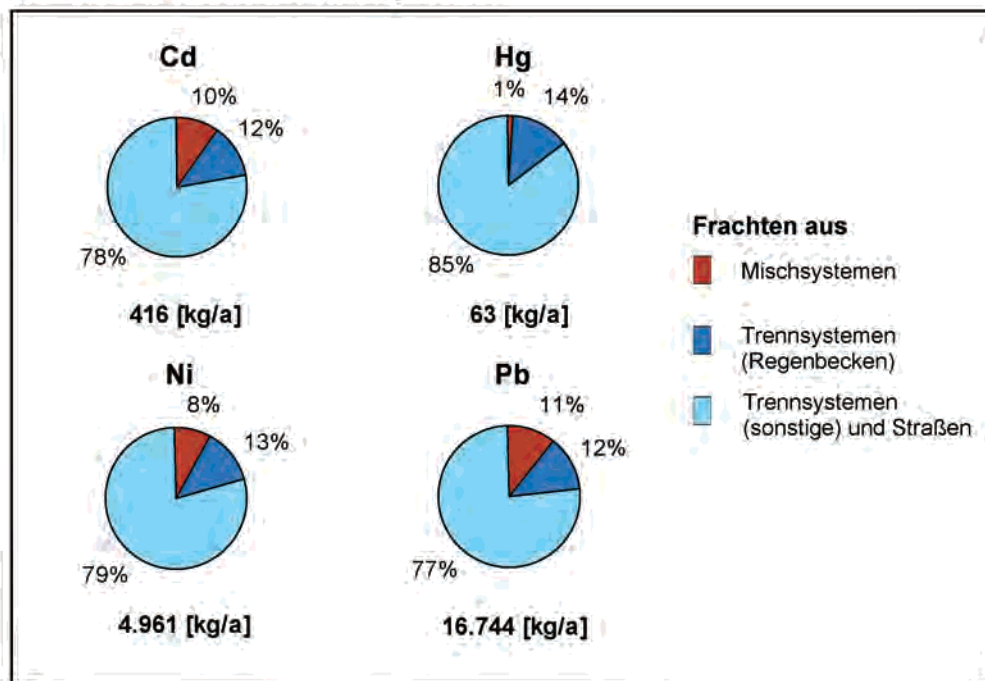 Cd
10%
12%
78%
416 [kg/a]
Hg
1%
14%
85%
63 [kg/a]
Ni
8%
13%
79%
4.961 [kg/a]
Pb
11%
12%
77%
16.744 [kg/a]
Frachten aus
Mischsystemen
Trennsystemen
(Regenbecken)
Trennsystemen
(sonstige) und Straßen